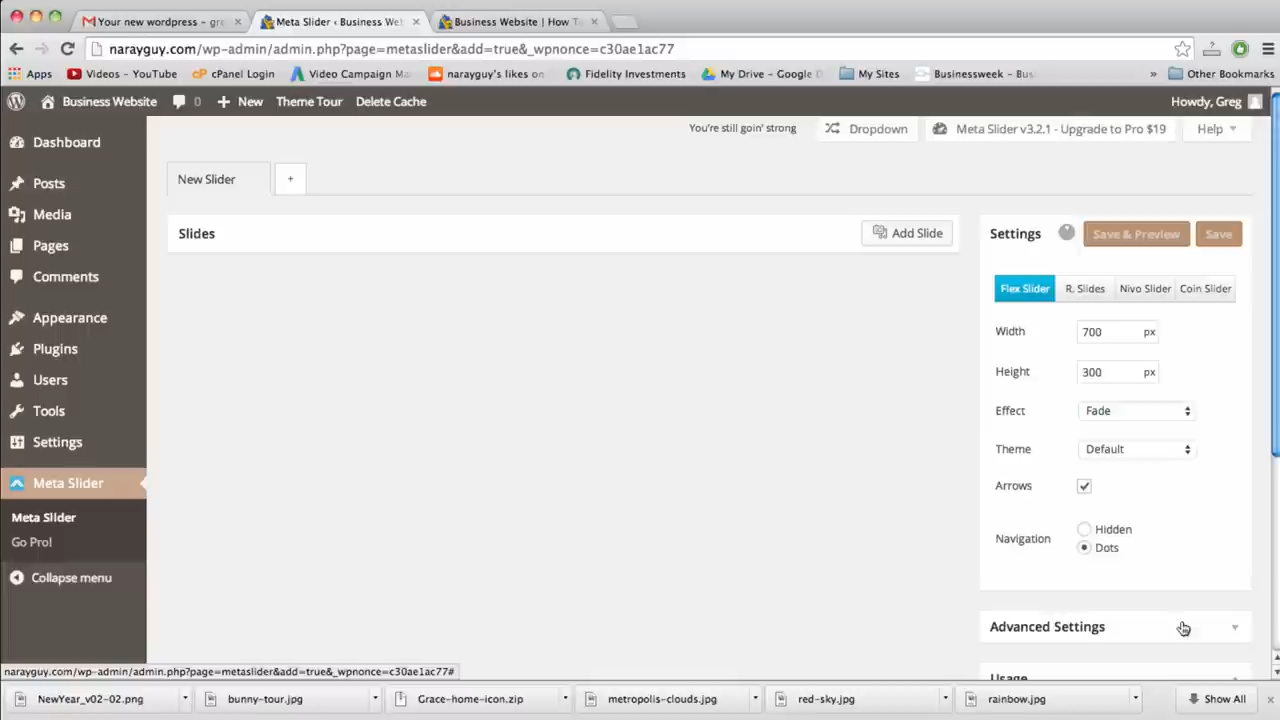 Your new wordpress – gre
Meta Slider ‹ Business We
Business Website | How T
narayguy.com/wp-admin/admin.php?page=metaslider&add=true&_wpnonce=c30ae1ac77
Apps
Videos - YouTube
cPanel Login
Video Campaign Ma
narayguy's likes on
Fidelity Investments
My Drive – Google D
My Sites
Businessweek – Bus
»
Other Bookmarks
Business Website
0
+ New
Theme Tour
Delete Cache
Howdy, Greg
You're still goin' strong
Dropdown
Meta Slider v3.2.1 - Upgrade to Pro $19
Help
Dashboard
Posts
Media
Pages
Comments
Appearance
Plugins
Users
Tools
Settings
Meta Slider
Meta Slider
Go Pro!
Collapse menu
New Slider
+
Slides
Add Slide
Settings
Save & Preview
Save
Flex Slider
R. Slides
Nivo Slider
Coin Slider
Width
700 px
Height
300 px
Effect
Fade
Theme
Default
Arrows
Navigation
Hidden
Dots
Advanced Settings
Usage
narayguy.com/wp-admin/admin.php?page=metaslider&add=true&_wpnonce=c30ae1ac77#
NewYear_v02-02.png
bunny-tour.jpg
Grace-home-icon.zip
metropolis-clouds.jpg
red-sky.jpg
rainbow.jpg
Show All